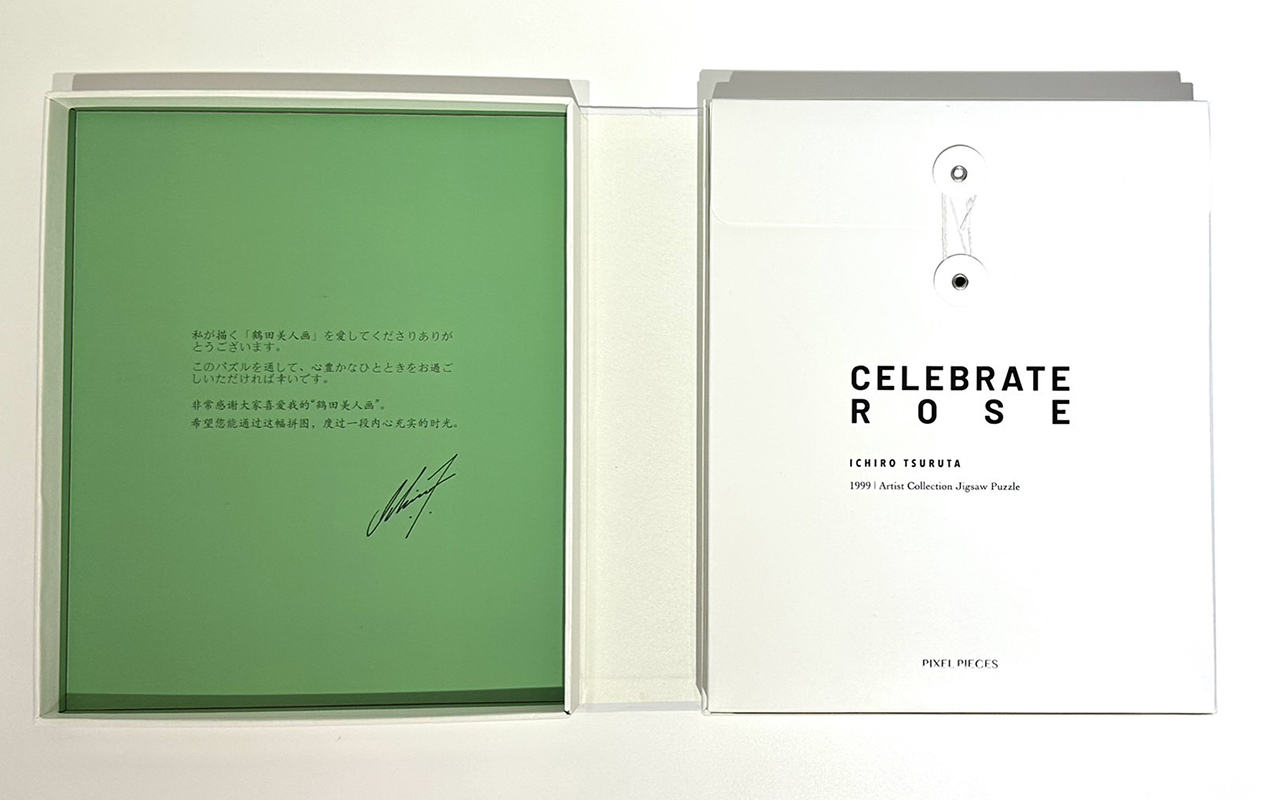 私が描く「鶴田美人画」を愛してくださりありが
とうございます。
このパズルを通して、心豊かなひとときをお過ご
しいただければ幸いです。
非常感谢大家喜爱我的“鹤田美人画”。
希望您能通过这幅拼图，度过一段内心充实的时光。
CELEBRATE
ROSE
ICHIRO TSURUTA
1999 | Artist Collection Jigsaw Puzzle
PIXEL PIECES